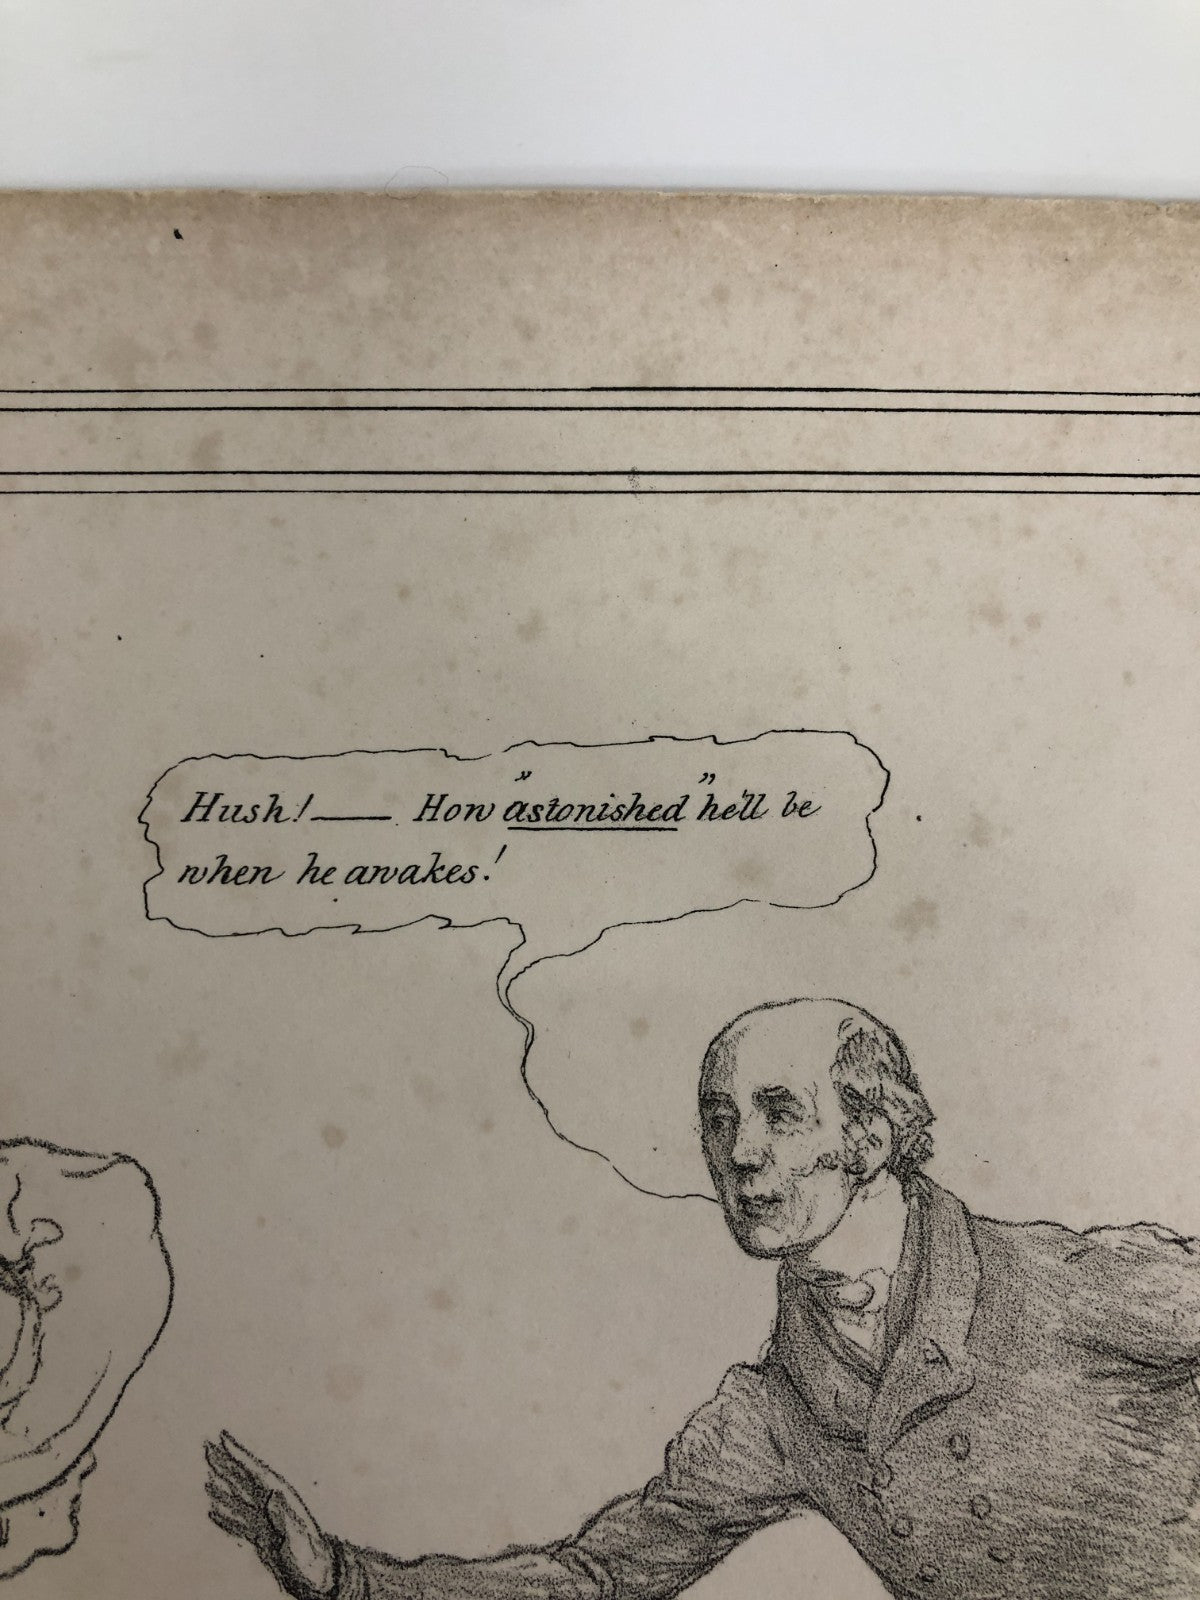 Hush!—— How "astonished" he'll be
when he awakes!